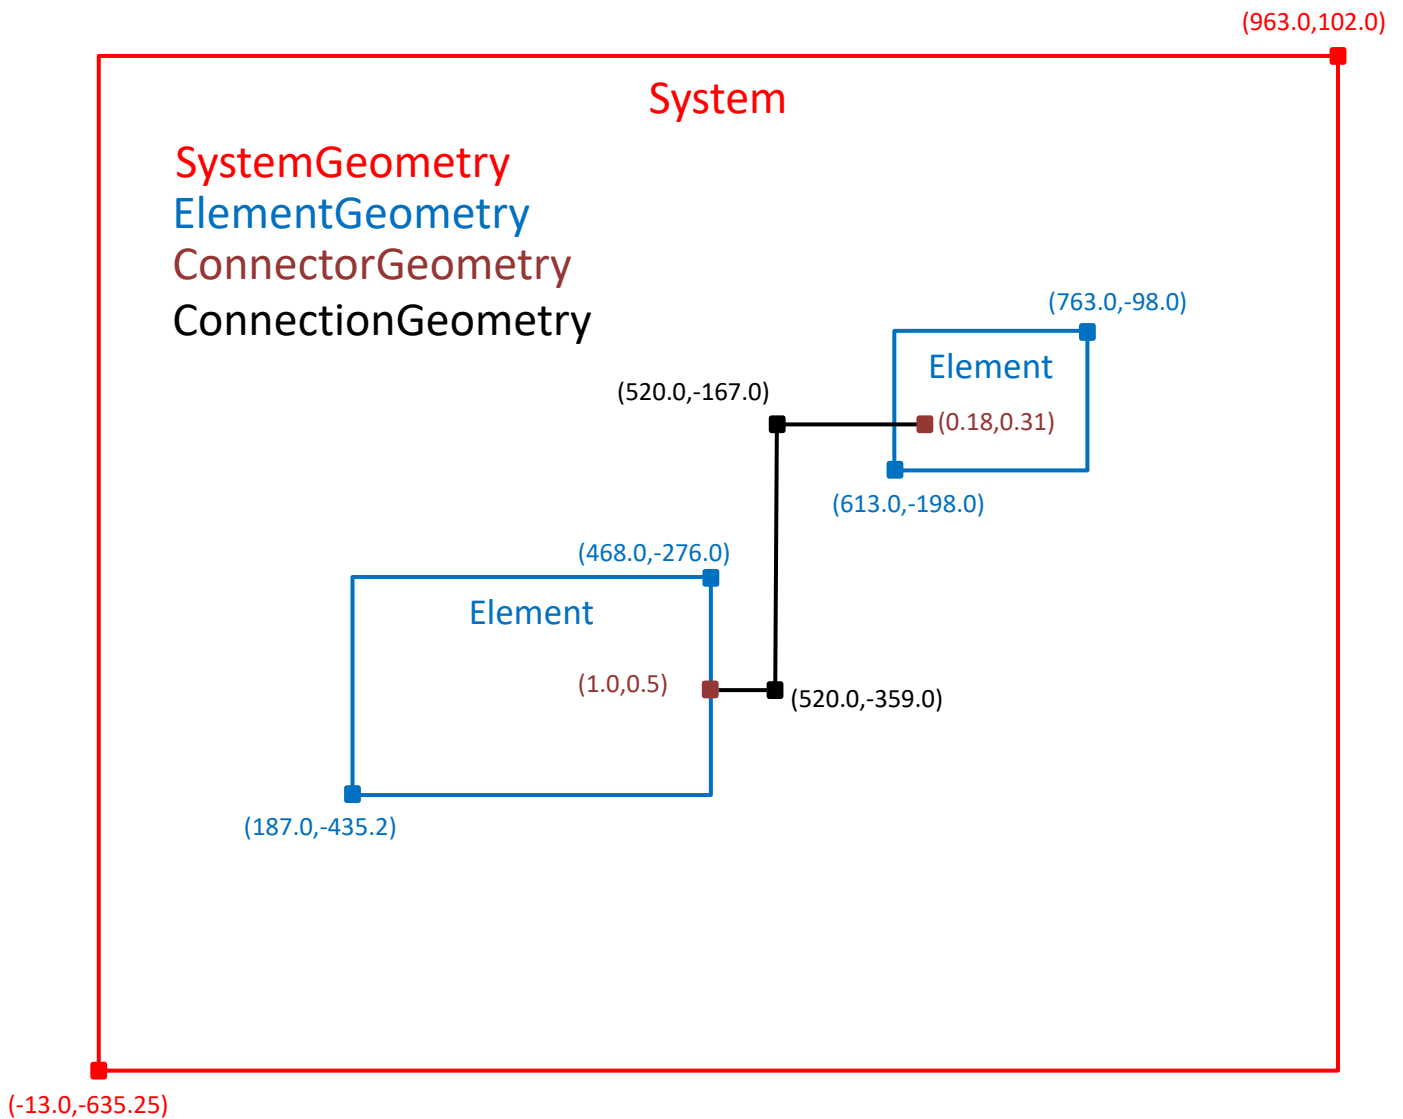 (963.0,102.0)
System
SystemGeometry
ElementGeometry
ConnectorGeometry
ConnectionGeometry
(763.0,-98.0)
Element
(520.0,-167.0)
(0.18,0.31)
(613.0,-198.0)
(468.0,-276.0)
Element
(1.0,0.5)
(520.0,-359.0)
(187.0,-435.2)
(-13.0,-635.25)